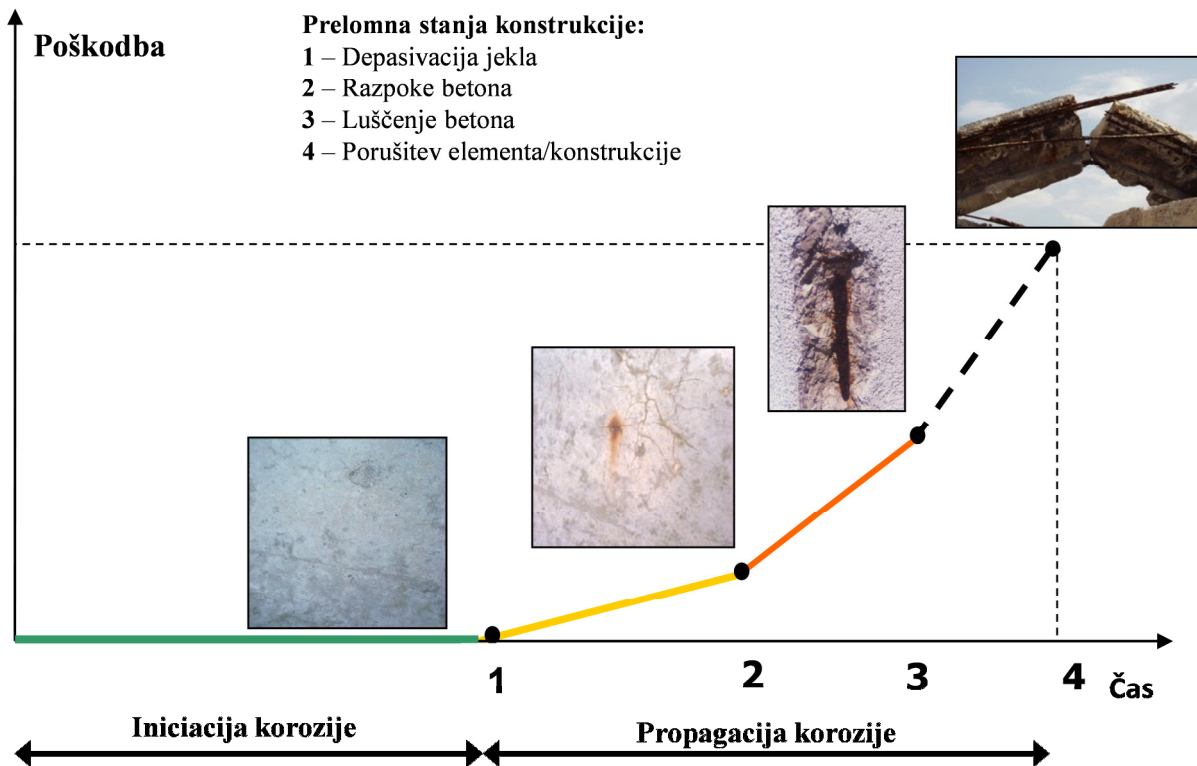 Poškodba
Prelomna stanja konstrukcije:
1 – Depasivacija jekla
2 – Razpoke betona
3 – Luščenje betona
4 – Porušitev elementa/konstrukcije
1
2
3
4
Čas
Iniciacija korozije
Propagacija korozije